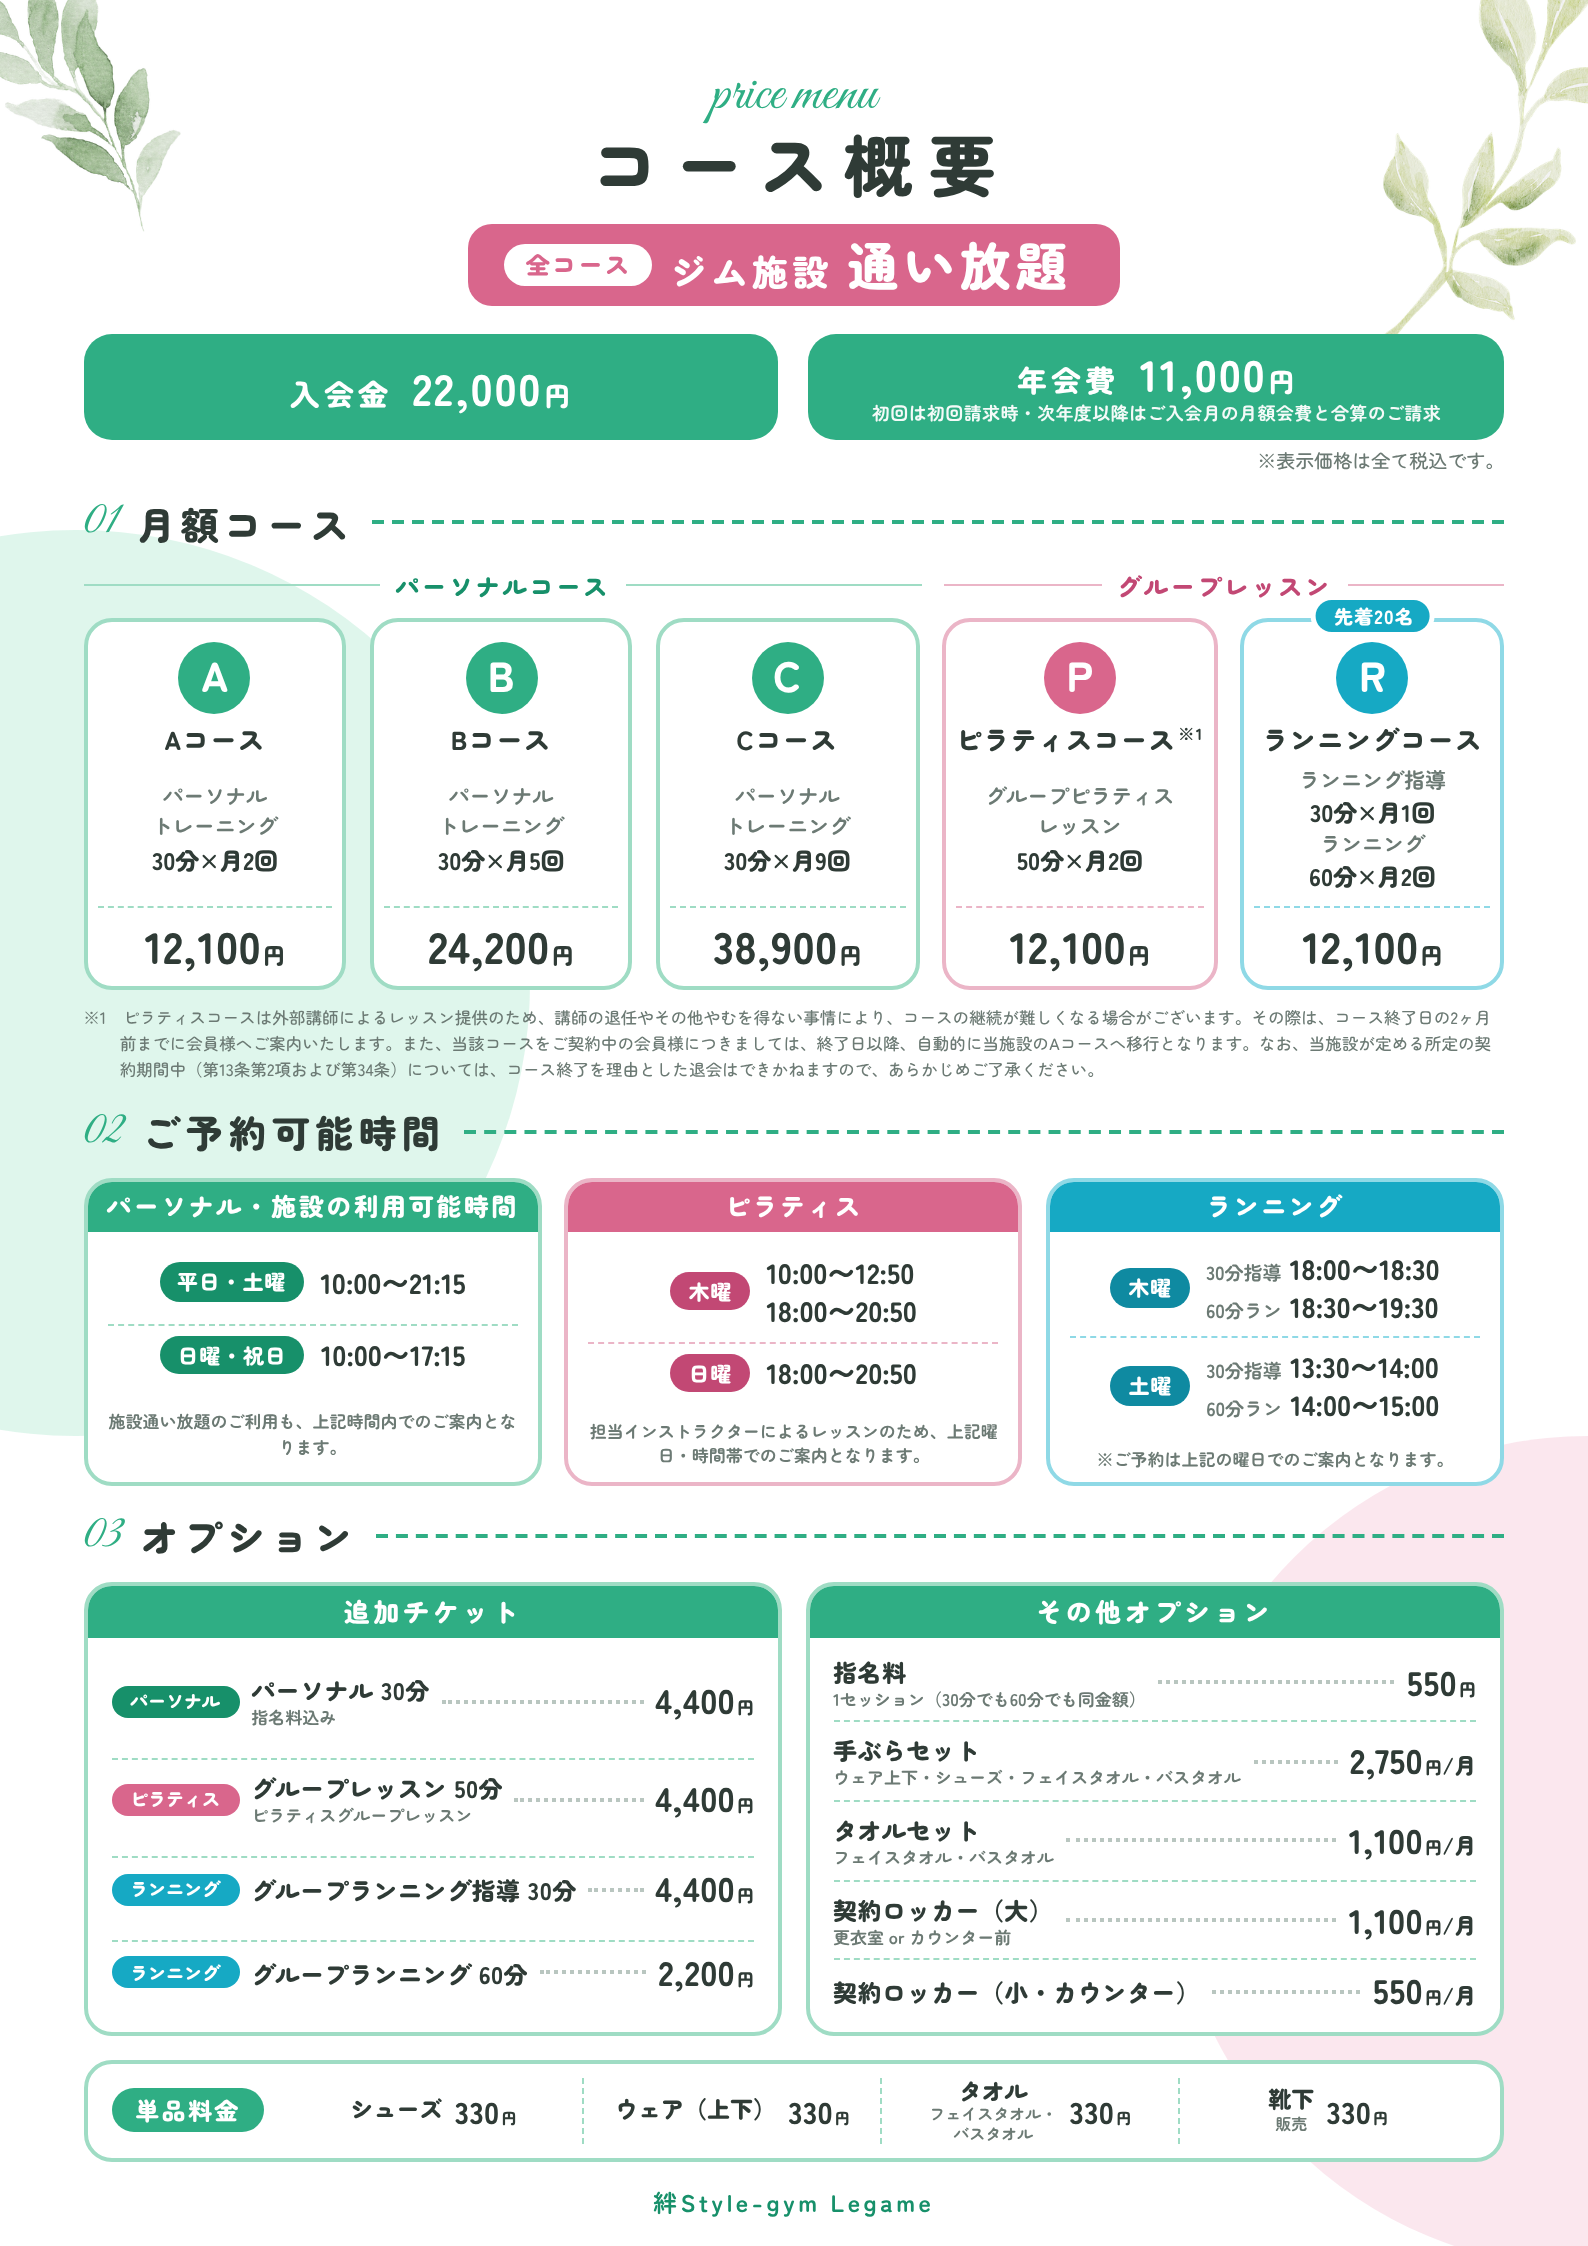 price menu
コース概要
全コース ジム施設 通い放題
入会金 22,000円
年会費 11,000円
初回は初回請求時・次年度以降はご入会月の月額会費と合算のご請求
※表示価格は全て税込です。
01 月額コース
パーソナルコース
グループレッスン
A
Aコース
パーソナル
トレーニング
30分×月2回
12,100円
B
Bコース
パーソナル
トレーニング
30分×月5回
24,200円
C
Cコース
パーソナル
トレーニング
30分×月9回
38,900円
P
ピラティスコース※1
グループピラティス
レッスン
50分×月2回
12,100円
先着20名
R
ランニングコース
ランニング指導
30分×月1回
ランニング
60分×月2回
12,100円
※1 ピラティスコースは外部講師によるレッスン提供のため、講師の退任やその他やむを得ない事情により、コースの継続が難しくなる場合がございます。その際は、コース終了日の2ヶ月
前までに会員様へご案内いたします。また、当該コースをご契約中の会員様につきましては、終了日以降、自動的に当施設のAコースへ移行となります。なお、当施設が定める所定の契
約期間中（第13条第2項および第34条）については、コース終了を理由とした退会はできかねますので、あらかじめご了承ください。
02 ご予約可能時間
パーソナル・施設の利用可能時間
平日・土曜 10:00〜21:15
日曜・祝日 10:00〜17:15
施設通い放題のご利用も、上記時間内でのご案内とな
ります。
ピラティス
木曜 10:00〜12:50
18:00〜20:50
日曜 18:00〜20:50
担当インストラクターによるレッスンのため、上記曜
日・時間帯でのご案内となります。
ランニング
木曜 30分指導 18:00〜18:30
60分ラン 18:30〜19:30
土曜 30分指導 13:30〜14:00
60分ラン 14:00〜15:00
※ご予約は上記の曜日でのご案内となります。
03 オプション
追加チケット
パーソナル パーソナル 30分 4,400円
指名料込み
ピラティス グループレッスン 50分 4,400円
ピラティスグループレッスン
ランニング グループランニング指導 30分 4,400円
ランニング グループランニング 60分 2,200円
その他オプション
指名料 550円
1セッション（30分でも60分でも同金額）
手ぶらセット 2,750円/月
ウェア上下・シューズ・フェイスタオル・バスタオル
タオルセット 1,100円/月
フェイスタオル・バスタオル
契約ロッカー（大） 1,100円/月
更衣室 or カウンター前
契約ロッカー（小・カウンター） 550円/月
単品料金
シューズ 330円
ウェア（上下） 330円
タオル 330円
フェイスタオル・
バスタオル
靴下 330円
販売
絆Style-gym Legame